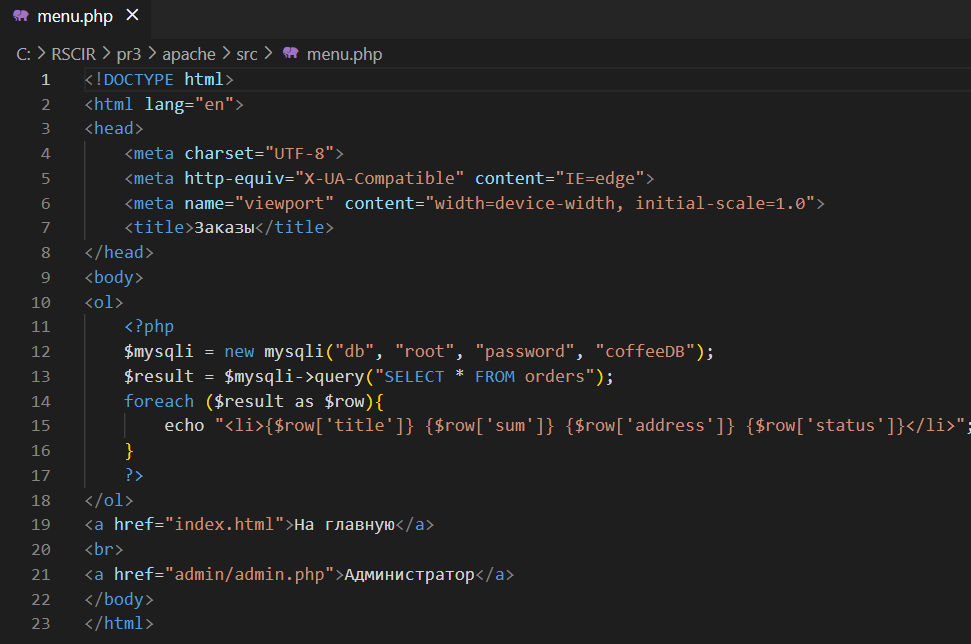 menu.php ×
C: > RSCIR > pr3 > apache > src > menu.php
1 <!DOCTYPE html>
2 <html lang="en">
3 <head>
4     <meta charset="UTF-8">
5     <meta http-equiv="X-UA-Compatible" content="IE=edge">
6     <meta name="viewport" content="width=device-width, initial-scale=1.0">
7     <title>Заказы</title>
8 </head>
9 <body>
10 <ol>
11     <?php
12     $mysqli = new mysqli("db", "root", "password", "coffeeDB");
13     $result = $mysqli->query("SELECT * FROM orders");
14     foreach ($result as $row){
15         echo "<li>{$row['title']} {$row['sum']} {$row['address']} {$row['status']}</li>";
16     }
17     ?>
18 </ol>
19 <a href="index.html">На главную</a>
20 <br>
21 <a href="admin/admin.php">Администратор</a>
22 </body>
23 </html>